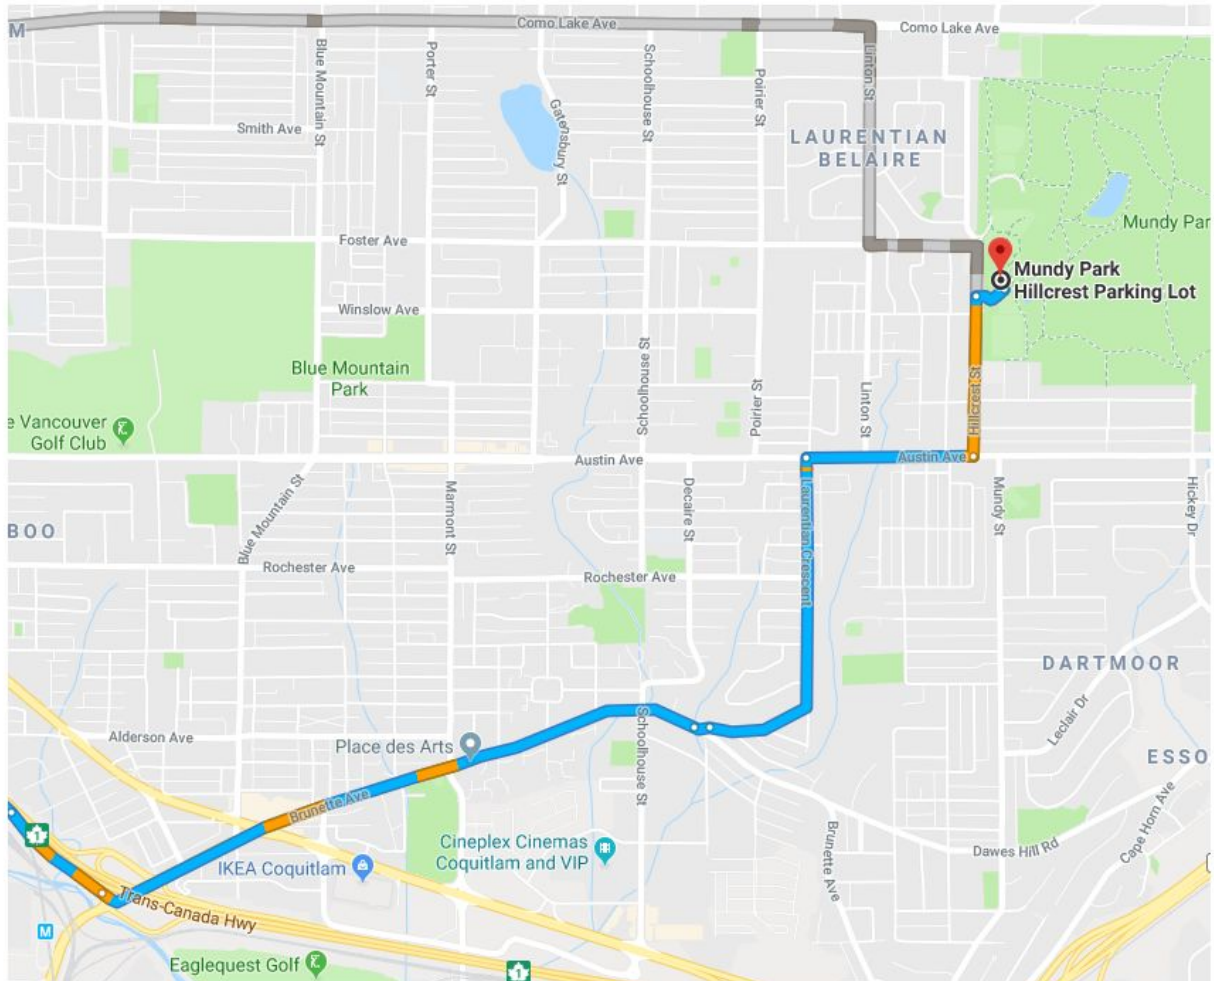 M
Como Lake Ave
Como Lake Ave
Blue Mountain St
Porter St
Gatensbury St
Schoolhouse St
Poirier St
Linton St
Smith Ave
LAURENTIAN
BELAIRE
Mundy Par
Foster Ave
Mundy Park
Hillcrest Parking Lot
Winslow Ave
Blue Mountain
Park
Schoolhouse St
Poirier St
Linton St
Hillcrest St
e Vancouver
Golf Club
Austin Ave
Austin Ave
Blue Mountain St
Marmont St
Decaire St
Laurentian Crescent
Mundy St
Hickey Dr
BOO
Rochester Ave
Rochester Ave
DARTMOOR
Leclair Dr
Alderson Ave
Place des Arts
Schoolhouse St
ESSO
Brunette Ave
1
Cineplex Cinemas
Coquitlam and VIP
Brunette Ave
Dawes Hill Rd
Cape Horn Ave
IKEA Coquitlam
Trans-Canada Hwy
M
Eaglequest Golf
1